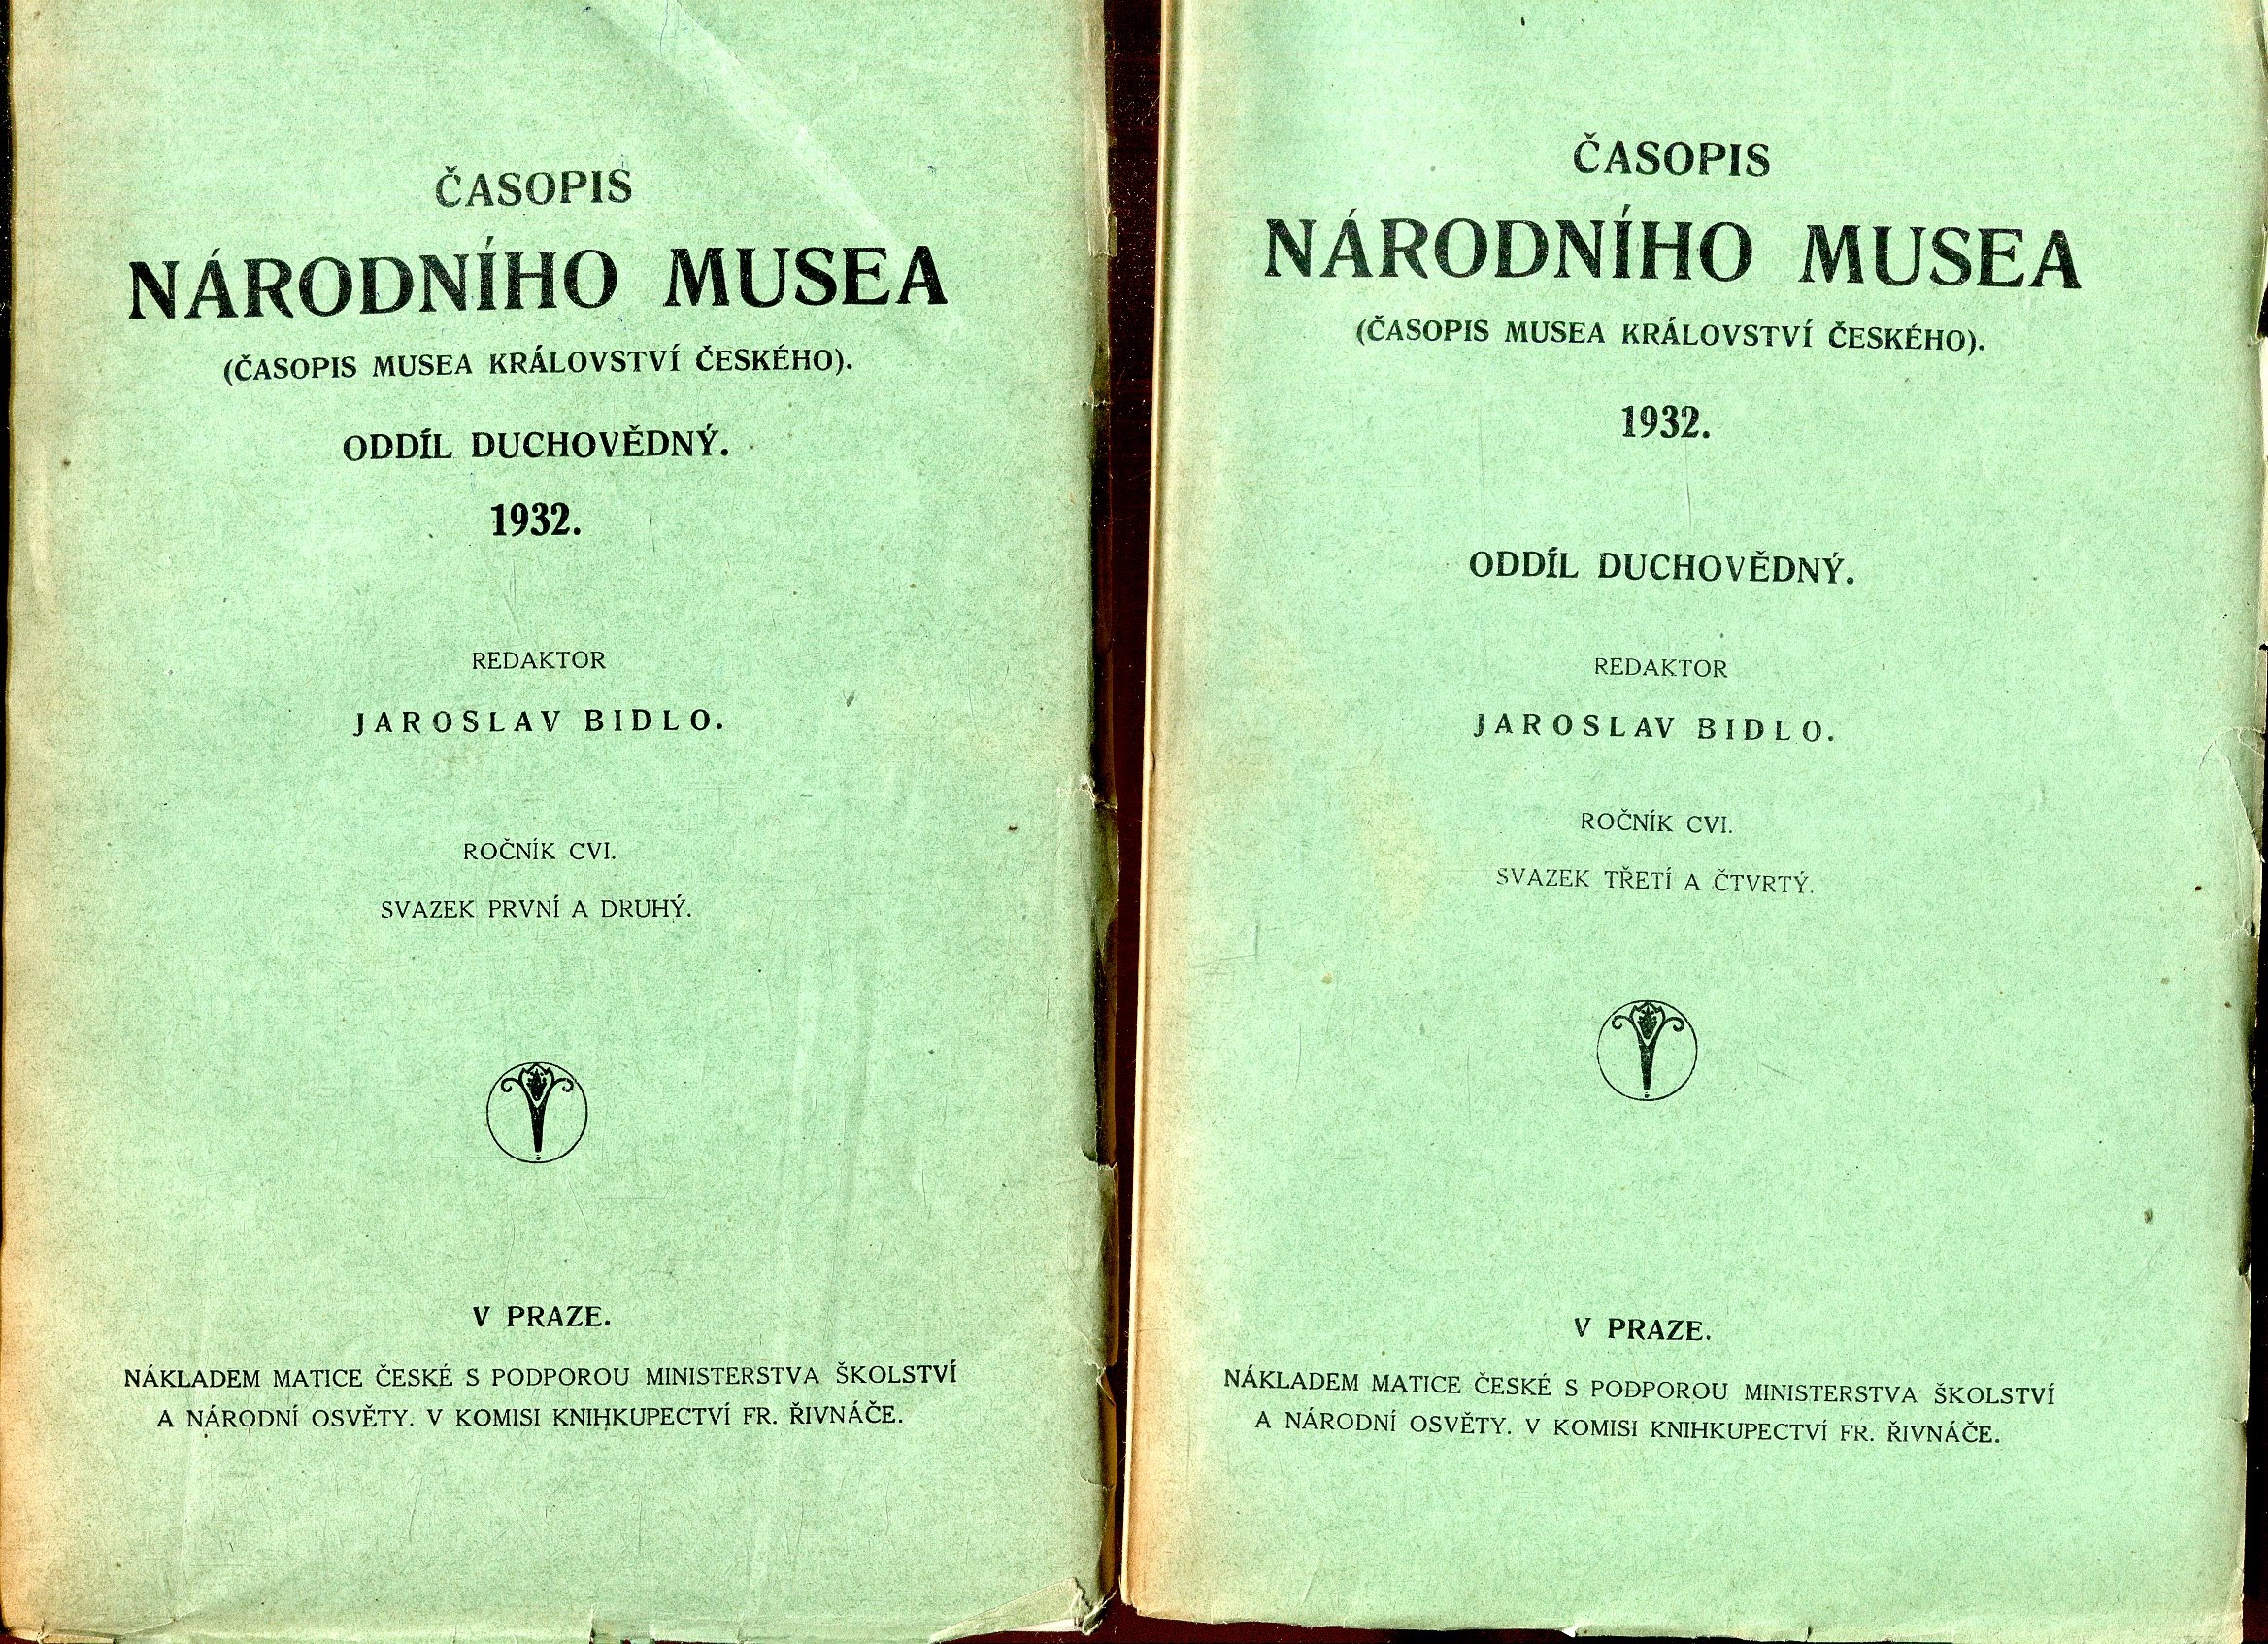 ČASOPIS
NÁRODNÍHO MUSEA
(ČASOPIS MUSEA KRÁLOVSTVÍ ČESKÉHO).
ODDÍL DUCHOVĚDNÝ.
1932.
REDAKTOR
JAROSLAV BIDLO.
ROČNÍK CVI.
SVAZEK PRVNÍ A DRUHÝ.
V PRAZE.
NÁKLADEM MATICE ČESKÉ S PODPOROU MINISTERSTVA ŠKOLSTVÍ
A NÁRODNÍ OSVĚTY. V KOMISI KNIHKUPECTVÍ FR. ŘIVNÁČE.
ČASOPIS
NÁRODNÍHO MUSEA
(ČASOPIS MUSEA KRÁLOVSTVÍ ČESKÉHO).
1932.
ODDÍL DUCHOVĚDNÝ.
REDAKTOR
JAROSLAV BIDLO.
ROČNÍK CVI.
SVAZEK TŘETÍ A ČTVRTÝ.
V PRAZE.
NÁKLADEM MATICE ČESKÉ S PODPOROU MINISTERSTVA ŠKOLSTVÍ
A NÁRODNÍ OSVĚTY. V KOMISI KNIHKUPECTVÍ FR. ŘIVNÁČE.